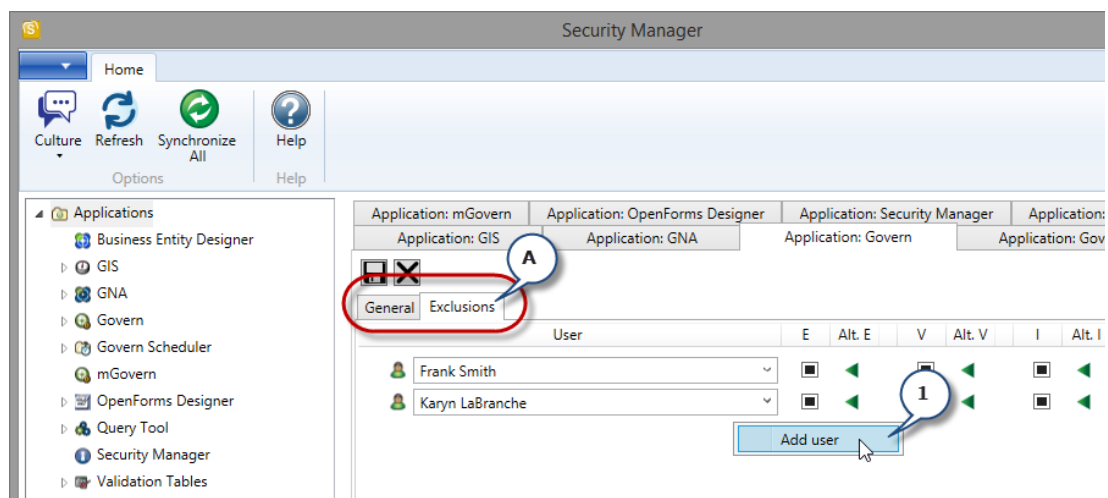 Security Manager
Home
Culture Refresh Synchronize All Help
Options Help
Applications
Business Entity Designer
GIS
GNA
Govern
Govern Scheduler
mGovern
OpenForms Designer
Query Tool
Security Manager
Validation Tables
Application: mGovern Application: OpenForms Designer Application: Security Manager Application:
Application: GIS Application: GNA Application: Govern Application: Gov
A
General Exclusions
User E Alt. E V Alt. V I Alt. I
Frank Smith
Karyn LaBranche
1
Add user